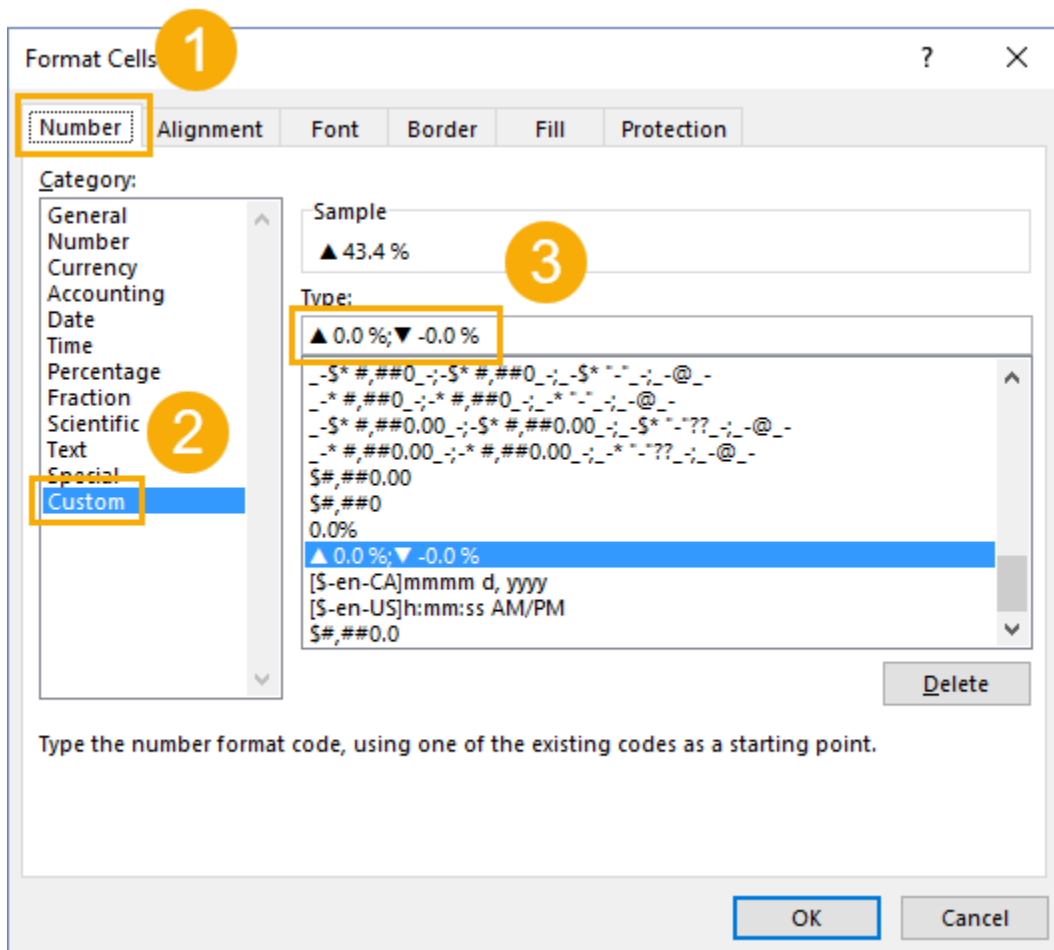 1
Format Cells
?
Number Alignment Font Border Fill Protection
Category:
General
Number
Currency
Accounting
Date
Time
Percentage
Fraction
Scientific
Text
Special
Custom
2
Sample
▲ 43.4 %
3
Type:
▲ 0.0 %;▼ -0.0 %
_-$* #,##0_-;-$* #,##0_-;_-$* "-"_-;_-@_-
_-* #,##0_-;-* #,##0_-;_-* "-"_-;_-@_-
_-$* #,##0.00_-;-$* #,##0.00_-;_-$* "-"??_-;_-@_-
_-* #,##0.00_-;-* #,##0.00_-;_-* "-"??_-;_-@_-
$#,##0.00
$#,##0
0.0%
▲ 0.0 %;▼ -0.0 %
[$-en-CA]mmmm d, yyyy
[$-en-US]h:mm:ss AM/PM
$#,##0.0
Delete
Type the number format code, using one of the existing codes as a starting point.
OK Cancel